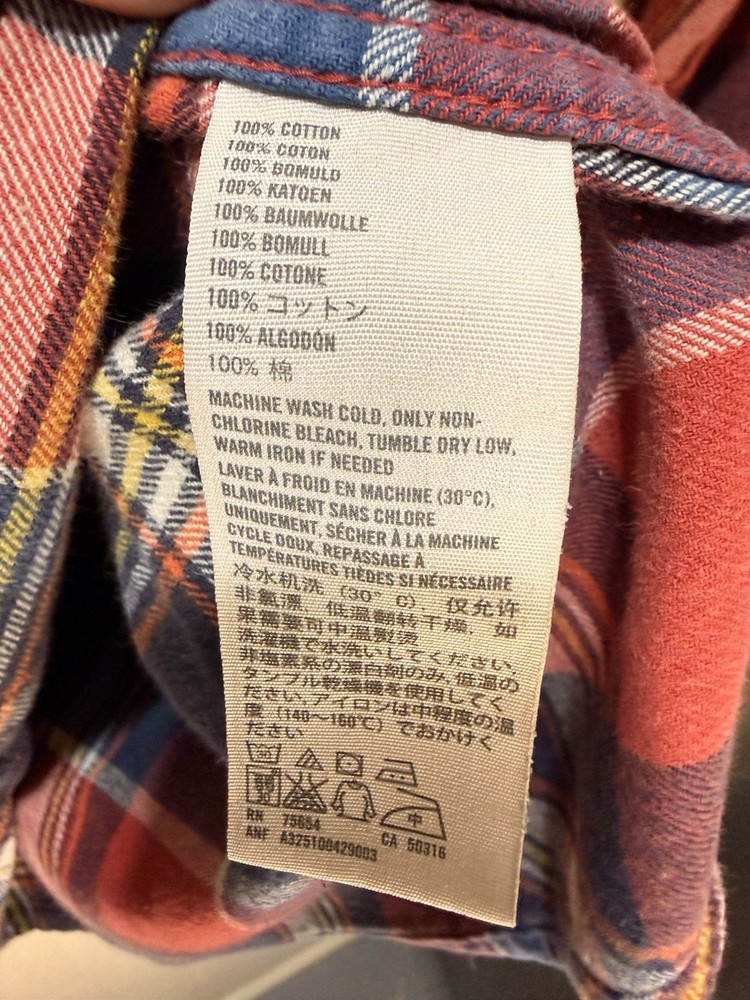 100% COTTON
100% COTON
100% BOMULD
100% KATOEN
100% BAUMWOLLE
100% BOMULL
100% COTONE
100% コットン
100% ALGODÓN
100% 棉
MACHINE WASH COLD, ONLY NON-
CHLORINE BLEACH, TUMBLE DRY LOW,
WARM IRON IF NEEDED
LAVER À FROID EN MACHINE (30°C),
BLANCHIMENT SANS CHLORE
UNIQUEMENT, SÉCHER À LA MACHINE
CYCLE DOUX, REPASSAGE À
TEMPÉRATURES TIÈDES SI NÉCESSAIRE
冷水机洗 (30° C), 仅允许
非氯漂, 低温翻转干燥, 如
果需要可中温熨烫
洗濯機で水洗いしてください,
非塩素系の漂白剤のみ, 低温の
タンブル乾燥機を使用してく
ださい, アイロンは中程度の温
度 (140～160℃) でおかけく
ださい
中
RN 75654
CA 50316
ANF A325100429003